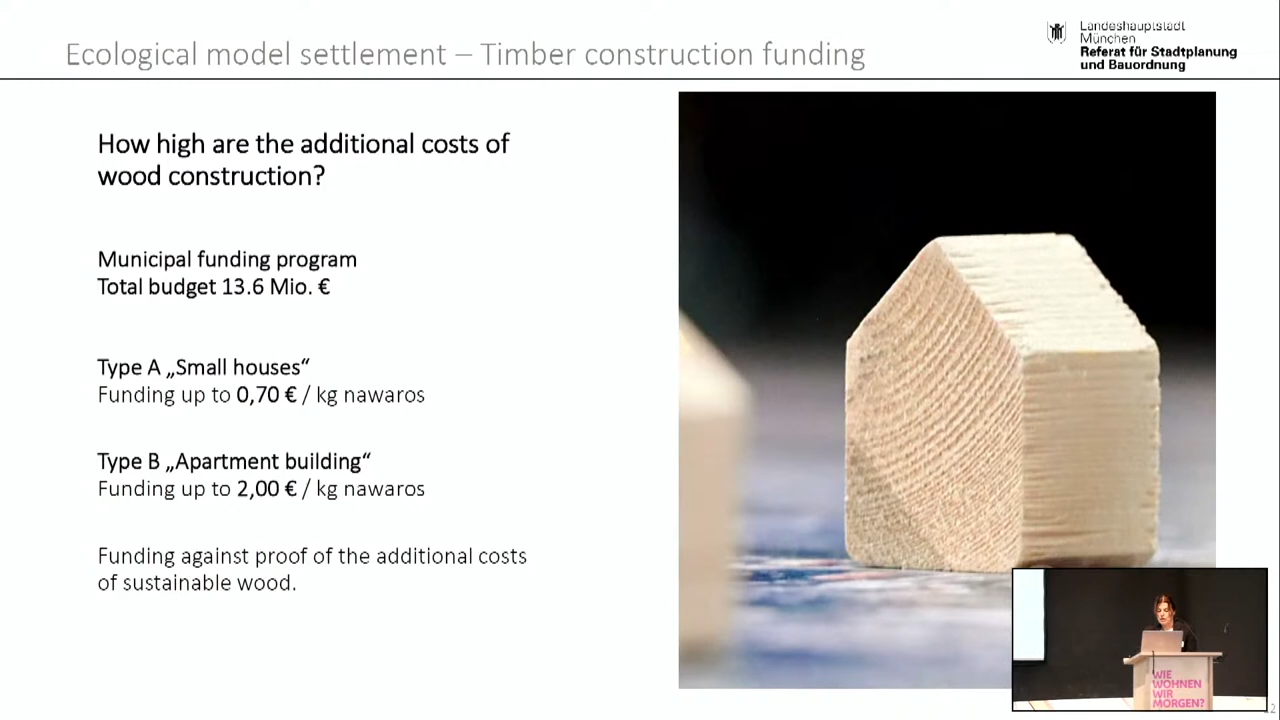 Ecological model settlement – Timber construction funding
Landeshauptstadt
München
Referat für Stadtplanung
und Bauordnung
How high are the additional costs of
wood construction?
Municipal funding program
Total budget 13.6 Mio. €
Type A „Small houses“
Funding up to 0,70 € / kg nawaros
Type B „Apartment building“
Funding up to 2,00 € / kg nawaros
Funding against proof of the additional costs
of sustainable wood.
WIE
WOHNEN
WIR
MORGEN?